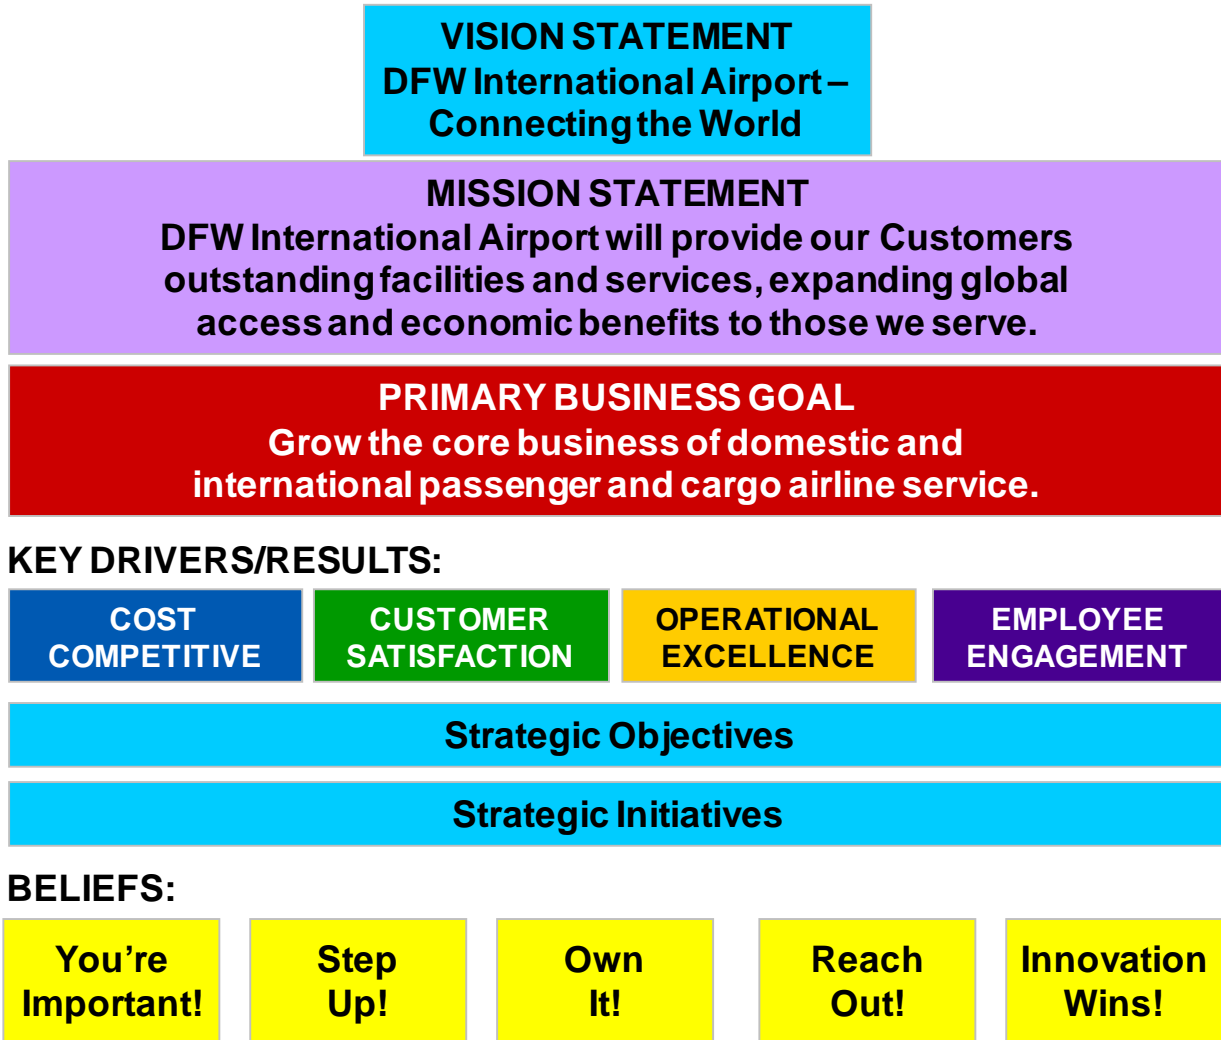 VISION STATEMENT
DFW International Airport –
Connecting the World
MISSION STATEMENT
DFW International Airport will provide our Customers
outstanding facilities and services, expanding global
access and economic benefits to those we serve.
PRIMARY BUSINESS GOAL
Grow the core business of domestic and
international passenger and cargo airline service.
KEY DRIVERS/RESULTS:
COST
COMPETITIVE
CUSTOMER
SATISFACTION
OPERATIONAL
EXCELLENCE
EMPLOYEE
ENGAGEMENT
Strategic Objectives
Strategic Initiatives
BELIEFS:
You’re
Important!
Step
Up!
Own
It!
Reach
Out!
Innovation
Wins!